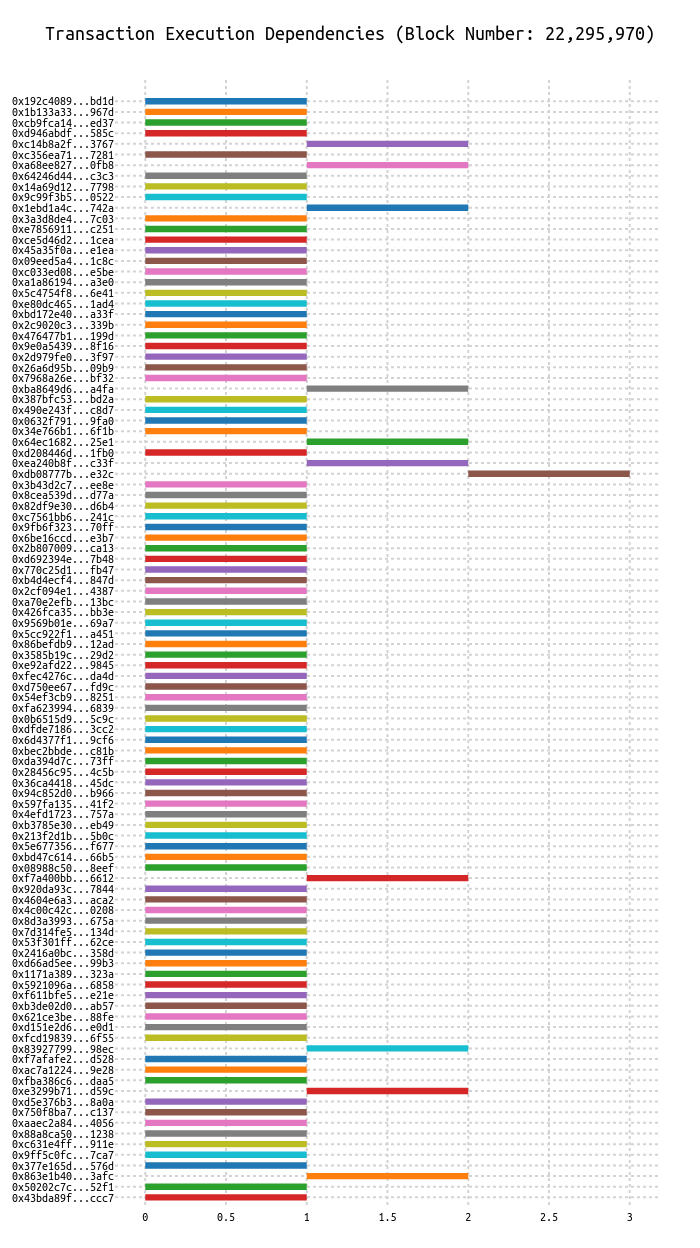 Transaction Execution Dependencies (Block Number: 22,295,970)
0x192c4089...bd1d
0x1b133a33...967d
0xcb9fca14...ed37
0xd946abdf...585c
0xc14b8a2f...3767
0xc356ea71...7281
0xa68ee827...0fb8
0x64246d44...c3c3
0x14a69d12...7798
0x9c99f3b5...0522
0x1ebd1a4c...742a
0x3a3d8de4...7c03
0xe7856911...c251
0xce5d46d2...1cea
0x45a35f0a...e1ea
0x09eed5a4...1c8c
0xc033ed08...e5be
0xa1a86194...a3e0
0x5c4754f8...6e41
0xe80dc465...1ad4
0xbd172e40...a33f
0x2c9020c3...339b
0x476477b1...199d
0x9e0a5439...8f16
0x2d979fe0...3f97
0x26a6d95b...09b9
0x7968a26e...bf32
0xba8649d6...a4fa
0x387bfc53...bd2a
0x490e243f...c8d7
0x0632f791...9fa0
0x34e766b1...6f1b
0x64ec1682...25e1
0xd208446d...1fb0
0xea240b8f...c33f
0xdb08777b...e32c
0x3b43d2c7...ee8e
0x8cea539d...d77a
0x82df9e30...d6b4
0xc7561bb6...241c
0x9fb6f323...70ff
0x6be16ccd...e3b7
0x2b807009...ca13
0xd692394e...7b48
0x770c25d1...fb47
0xb4d4ecf4...847d
0x2cf094e1...4387
0xa70e2efb...13bc
0x426fca35...bb3e
0x9569b01e...69a7
0x5cc922f1...a451
0x86befdb9...12ad
0x3585b19c...29d2
0xe92afd22...9845
0xfec4276c...da4d
0xd750ee67...fd9c
0x54ef3cb9...8251
0xfa623994...6839
0x0b6515d9...5c9c
0xdfde7186...3cc2
0x6d4377f1...9cf6
0xbec2bbde...c81b
0xda394d7c...73ff
0x28456c95...4c5b
0x36ca4418...45dc
0x94c852d0...b966
0x597fa135...41f2
0x4efd1723...757a
0xb3785e30...eb49
0x213f2d1b...5b0c
0x5e677356...f677
0xbd47c614...66b5
0x08988c50...8eef
0xf7a400bb...6612
0x920da93c...7844
0x4604e6a3...aca2
0x4c00c42c...0208
0x8d3a3993...675a
0x7d314fe5...134d
0x53f301ff...62ce
0x2416a0bc...358d
0xd66ad5ee...99b3
0x1171a389...323a
0x5921096a...6858
0xf611bfe5...e21e
0xb3de02d0...ab57
0x621ce3be...88fe
0xd151e2d6...e0d1
0xfcd19839...6f55
0x83927799...98ec
0xf7afafe2...d528
0xac7a1224...9e28
0xfba386c6...daa5
0xe3299b71...d59c
0xd5e376b3...8a0a
0x750f8ba7...c137
0xaaec2a84...4056
0x88a8ca50...1238
0xc631e4ff...911e
0x9ff5c0fc...7ca7
0x377e165d...576d
0x863e1b40...3afc
0x50202c7c...52f1
0x43bda89f...ccc7
0 0.5 1 1.5 2 2.5 3